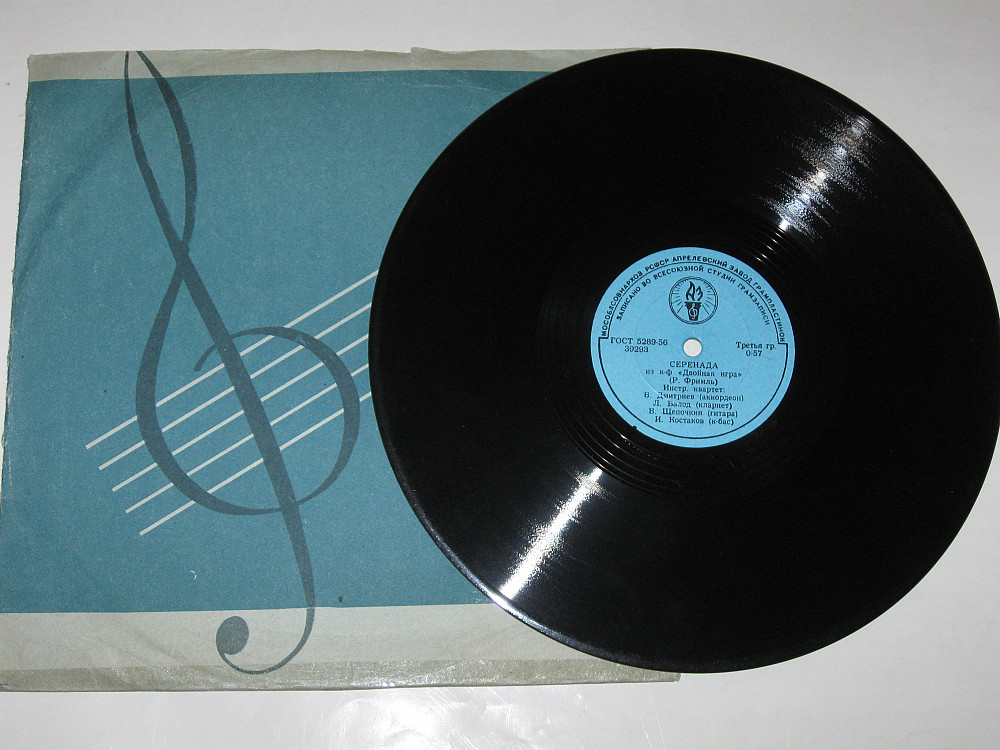 МОСОБЛСОВНАРХОЗ РСФСР АПРЕЛЕВСКИЙ ЗАВОД ГРАМПЛАСТИНОК
ЗАПИСАНО ВО ВСЕСОЮЗНОЙ СТУДИИ ГРАМЗАПИСИ
АЗ
ГОСТ 5289-56
39293
Третья гр.
0-57
СЕРЕНАДА
из к-ф «Двойная игра»
(Р. Фримль)
Инстр. квартет:
В. Дмитриев (аккордеон)
Л. Балод (кларнет)
В. Щепочкин (гитара)
И. Костаков (к-бас)